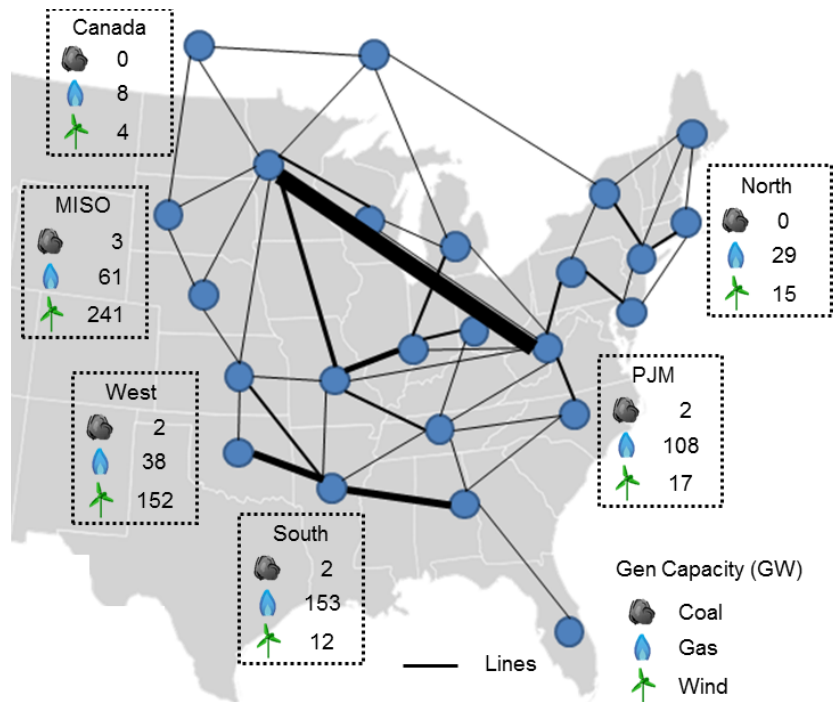 Canada
0
8
4
MISO
3
61
241
West
2
38
152
South
2
153
12
North
0
29
15
PJM
2
108
17
Gen Capacity (GW)
Coal
Gas
Wind
Lines